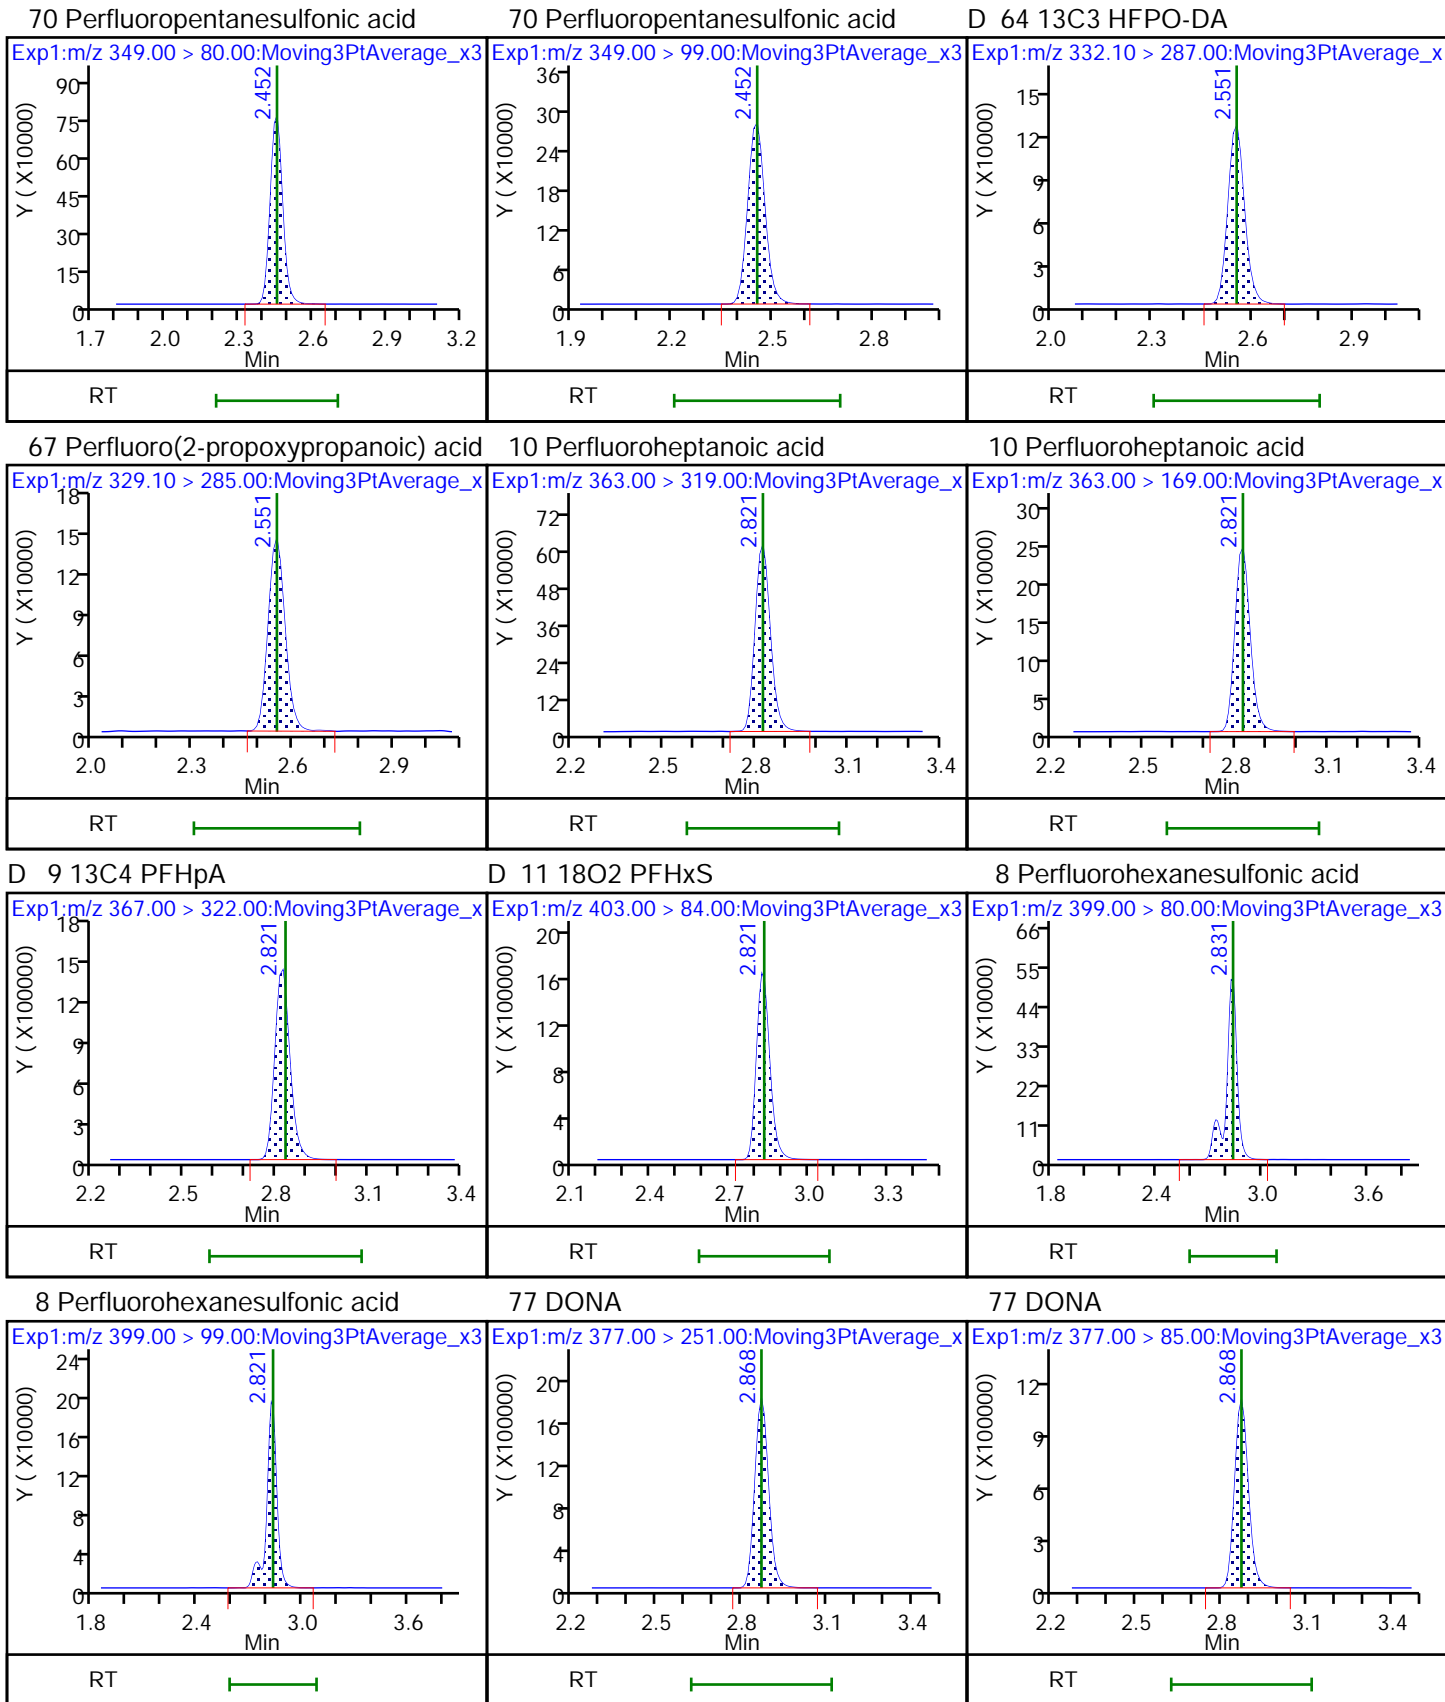 70 Perfluoropentanesulfonic acid
Exp1:m/z 349.00 > 80.00:Moving3PtAverage_x3
Y ( X10000)
90
75
60
45
30
15
0
2.452
1.7 2.0 2.3 2.6 2.9 3.2
Min
RT
70 Perfluoropentanesulfonic acid
Exp1:m/z 349.00 > 99.00:Moving3PtAverage_x3
Y ( X10000)
36
30
24
18
12
6
0
2.452
1.9 2.2 2.5 2.8
Min
RT
D 64 13C3 HFPO-DA
Exp1:m/z 332.10 > 287.00:Moving3PtAverage_x
Y ( X10000)
15
12
9
6
3
0
2.551
2.0 2.3 2.6 2.9
Min
RT
67 Perfluoro(2-propoxypropanoic) acid
Exp1:m/z 329.10 > 285.00:Moving3PtAverage_x
Y ( X10000)
18
15
12
9
6
3
0
2.551
2.0 2.3 2.6 2.9
Min
RT
10 Perfluoroheptanoic acid
Exp1:m/z 363.00 > 319.00:Moving3PtAverage_x
Y ( X10000)
72
60
48
36
24
12
0
2.821
2.2 2.5 2.8 3.1 3.4
Min
RT
10 Perfluoroheptanoic acid
Exp1:m/z 363.00 > 169.00:Moving3PtAverage_x
Y ( X10000)
30
25
20
15
10
5
0
2.821
2.2 2.5 2.8 3.1 3.4
Min
RT
D 9 13C4 PFHpA
Exp1:m/z 367.00 > 322.00:Moving3PtAverage_x
Y ( X100000)
18
15
12
9
6
3
0
2.821
2.2 2.5 2.8 3.1 3.4
Min
RT
D 11 18O2 PFHxS
Exp1:m/z 403.00 > 84.00:Moving3PtAverage_x3
Y ( X100000)
20
16
12
8
4
0
2.821
2.1 2.4 2.7 3.0 3.3
Min
RT
8 Perfluorohexanesulfonic acid
Exp1:m/z 399.00 > 80.00:Moving3PtAverage_x3
Y ( X100000)
66
55
44
33
22
11
0
2.831
1.8 2.4 3.0 3.6
Min
RT
8 Perfluorohexanesulfonic acid
Exp1:m/z 399.00 > 99.00:Moving3PtAverage_x3
Y ( X100000)
24
20
16
12
8
4
0
2.821
1.8 2.4 3.0 3.6
Min
RT
77 DONA
Exp1:m/z 377.00 > 251.00:Moving3PtAverage_x
Y ( X100000)
20
16
12
8
4
0
2.868
2.2 2.5 2.8 3.1 3.4
Min
RT
77 DONA
Exp1:m/z 377.00 > 85.00:Moving3PtAverage_x3
Y ( X100000)
12
9
6
3
0
2.868
2.2 2.5 2.8 3.1 3.4
Min
RT